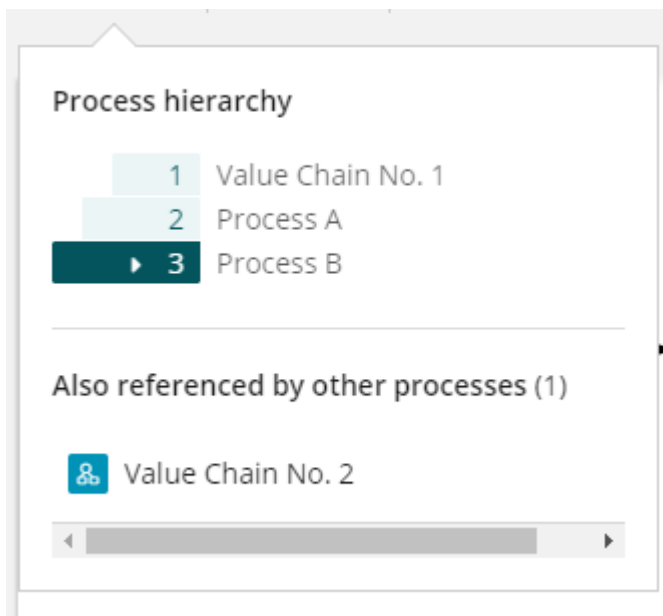 Process hierarchy
1 Value Chain No. 1
2 Process A
3 Process B
Also referenced by other processes (1)
Value Chain No. 2